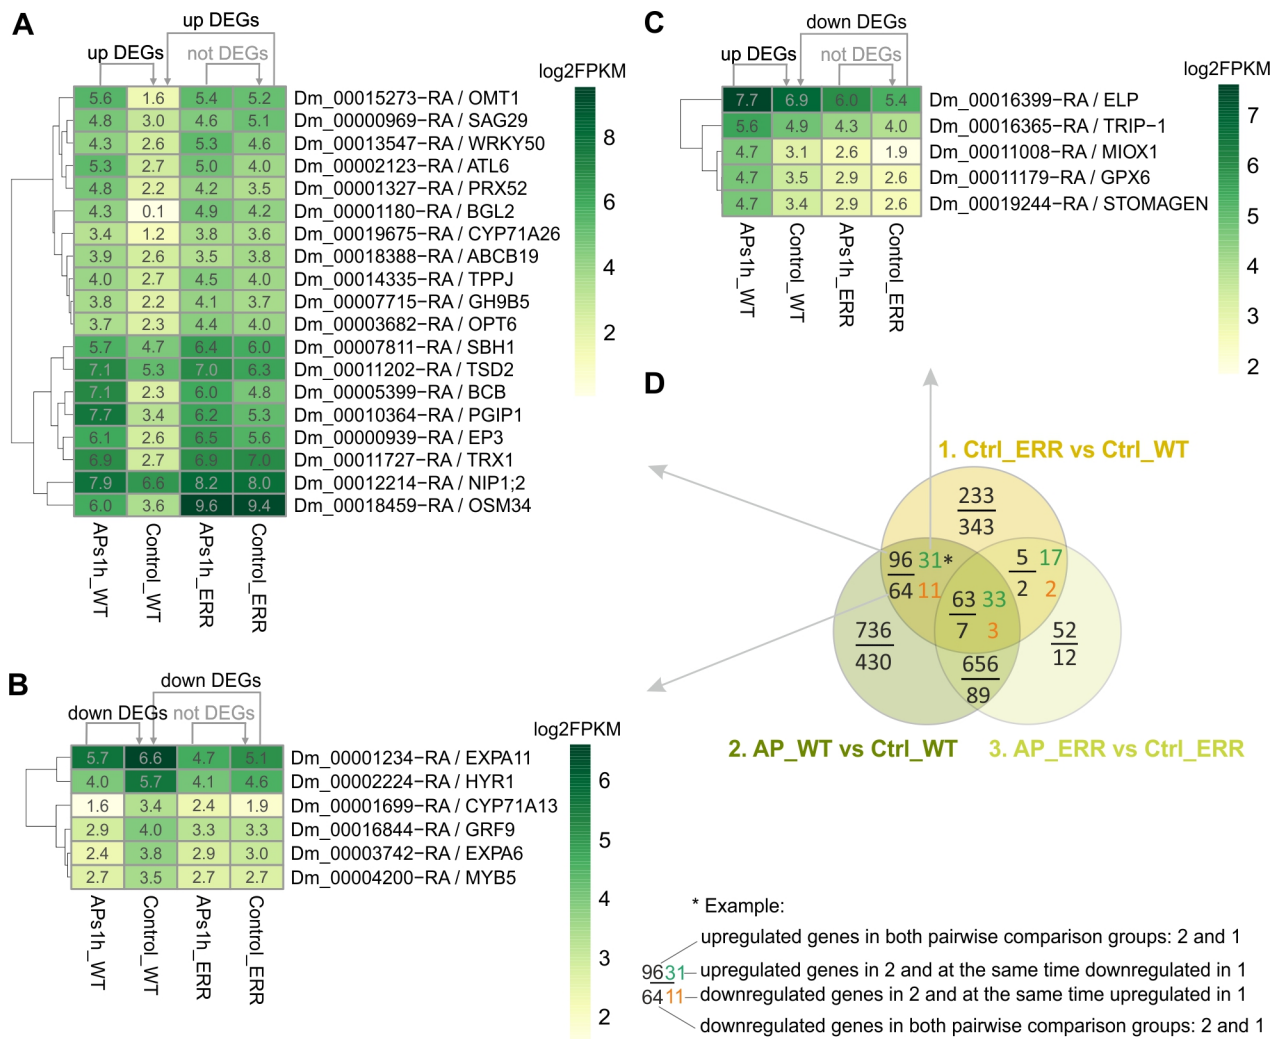 A
up DEGs
up DEGs
not DEGs
log2FPKM
5.6 1.6 5.4 5.2 Dm_00015273−RA / OMT1
4.8 3.0 4.6 5.1 Dm_00000969−RA / SAG29
4.3 2.6 5.3 4.6 Dm_00013547−RA / WRKY50
5.3 2.7 5.0 4.0 Dm_00002123−RA / ATL6
4.8 2.2 4.2 3.5 Dm_00001327−RA / PRX52
4.3 0.1 4.9 4.2 Dm_00001180−RA / BGL2
3.4 1.2 3.8 3.6 Dm_00019675−RA / CYP71A26
3.9 2.6 3.5 3.8 Dm_00018388−RA / ABCB19
4.0 2.7 4.5 4.0 Dm_00014335−RA / TPPJ
3.8 2.2 4.1 3.7 Dm_00007715−RA / GH9B5
3.7 2.3 4.4 4.0 Dm_00003682−RA / OPT6
5.7 4.7 6.4 6.0 Dm_00007811−RA / SBH1
7.1 5.3 7.0 6.3 Dm_00011202−RA / TSD2
7.1 2.3 6.0 4.8 Dm_00005399−RA / BCB
7.7 3.4 6.2 5.3 Dm_00010364−RA / PGIP1
6.1 2.6 6.5 5.6 Dm_00000939−RA / EP3
6.9 2.7 6.9 7.0 Dm_00011727−RA / TRX1
7.9 6.6 8.2 8.0 Dm_00012214−RA / NIP1;2
6.0 3.6 9.6 9.4 Dm_00018459−RA / OSM34
8
6
4
2
APs1h_WT
Control_WT
APs1h_ERR
Control_ERR
B
down DEGs
down DEGs
not DEGs
log2FPKM
5.7 6.6 4.7 5.1 Dm_00001234−RA / EXPA11
4.0 5.7 4.1 4.6 Dm_00002224−RA / HYR1
1.6 3.4 2.4 1.9 Dm_00001699−RA / CYP71A13
2.9 4.0 3.3 3.3 Dm_00016844−RA / GRF9
2.4 3.8 2.9 3.0 Dm_00003742−RA / EXPA6
2.7 3.5 2.7 2.7 Dm_00004200−RA / MYB5
6
5
4
3
2
APs1h_WT
Control_WT
APs1h_ERR
Control_ERR
C
down DEGs
up DEGs
not DEGs
log2FPKM
7.7 6.9 6.0 5.4 Dm_00016399−RA / ELP
5.6 4.9 4.3 4.0 Dm_00016365−RA / TRIP−1
4.7 3.1 2.6 1.9 Dm_00011008−RA / MIOX1
4.7 3.5 2.9 2.6 Dm_00011179−RA / GPX6
4.7 3.4 2.9 2.6 Dm_00019244−RA / STOMAGEN
7
6
5
4
3
2
APs1h_WT
Control_WT
APs1h_ERR
Control_ERR
D
1. Ctrl_ERR vs Ctrl_WT
233
343
96 31*
64 11
5 17
2 2
63 33
7 3
736
430
52
12
656
89
2. AP_WT vs Ctrl_WT
3. AP_ERR vs Ctrl_ERR
* Example:
upregulated genes in both pairwise comparison groups: 2 and 1
96 31 upregulated genes in 2 and at the same time downregulated in 1
64 11 downregulated genes in 2 and at the same time upregulated in 1
downregulated genes in both pairwise comparison groups: 2 and 1